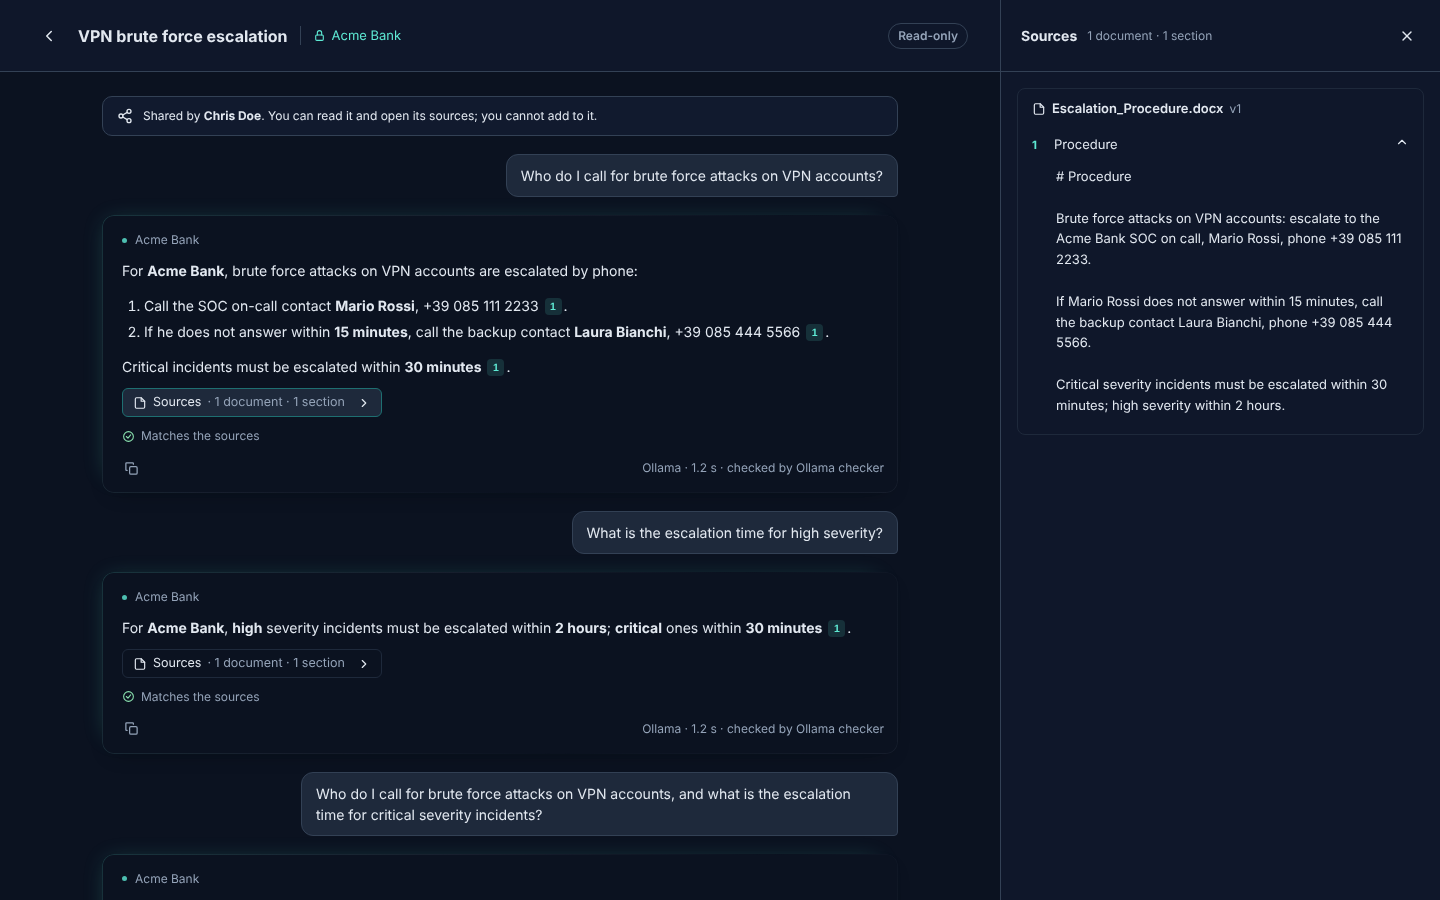 VPN brute force escalation
Acme Bank
Read-only
Shared by Chris Doe. You can read it and open its sources; you cannot add to it.
Who do I call for brute force attacks on VPN accounts?
Acme Bank
For Acme Bank, brute force attacks on VPN accounts are escalated by phone:
1. Call the SOC on-call contact Mario Rossi, +39 085 111 2233 1.
2. If he does not answer within 15 minutes, call the backup contact Laura Bianchi, +39 085 444 5566 1.
Critical incidents must be escalated within 30 minutes 1.
Sources · 1 document · 1 section
Matches the sources
Ollama · 1.2 s · checked by Ollama checker
What is the escalation time for high severity?
Acme Bank
For Acme Bank, high severity incidents must be escalated within 2 hours; critical ones within 30 minutes 1.
Sources · 1 document · 1 section
Matches the sources
Ollama · 1.2 s · checked by Ollama checker
Who do I call for brute force attacks on VPN accounts, and what is the escalation
time for critical severity incidents?
Acme Bank
Sources 1 document · 1 section
Escalation_Procedure.docx v1
1 Procedure
# Procedure
Brute force attacks on VPN accounts: escalate to the
Acme Bank SOC on call, Mario Rossi, phone +39 085 111
2233.
If Mario Rossi does not answer within 15 minutes, call
the backup contact Laura Bianchi, phone +39 085 444
5566.
Critical severity incidents must be escalated within 30
minutes; high severity within 2 hours.